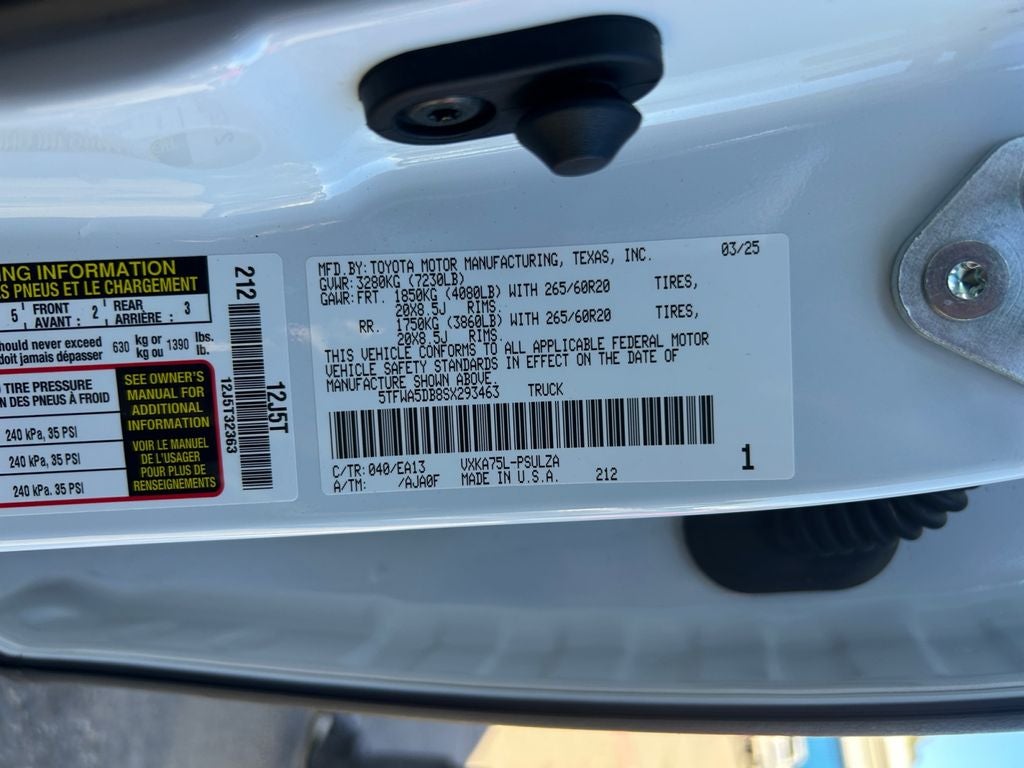 NG INFORMATION
ES PNEUS ET LE CHARGEMENT
5 FRONT AVANT : 2 REAR ARRIÈRE : 3
hould never exceed 630 kg or 1390 lbs.
doit jamais dépasser kg ou lb.
TIRE PRESSURE
N DES PNEUS À FROID
240 kPa, 35 PSI
240 kPa, 35 PSI
240 kPa. 35 PSI
SEE OWNER'S
MANUAL FOR
ADDITIONAL
INFORMATION
VOIR LE MANUEL
DE L'USAGER
POUR PLUS DE
RENSEIGNEMENTS
212
12J5T32363
12J5T
MFD.BY: TOYOTA MOTOR MANUFACTURING, TEXAS, INC. 03/25
GVWR: 3280KG (7230LB)
GAWR: FRT. 1850KG (4080LB) WITH 265/60R20 TIRES,
20X8.5J RIMS.
RR. 1750KG (3860LB) WITH 265/60R20 TIRES,
20X8.5J RIMS.
THIS VEHICLE CONFORMS TO ALL APPLICABLE FEDERAL MOTOR
VEHICLE SAFETY STANDARDS IN EFFECT ON THE DATE OF
MANUFACTURE SHOWN ABOVE.
5TFWA5DB8SX293463 TRUCK
C/TR: 040/EA13 VXKA75L-PSULZA
A/TM: /AJA0F MADE IN U.S.A. 212
1